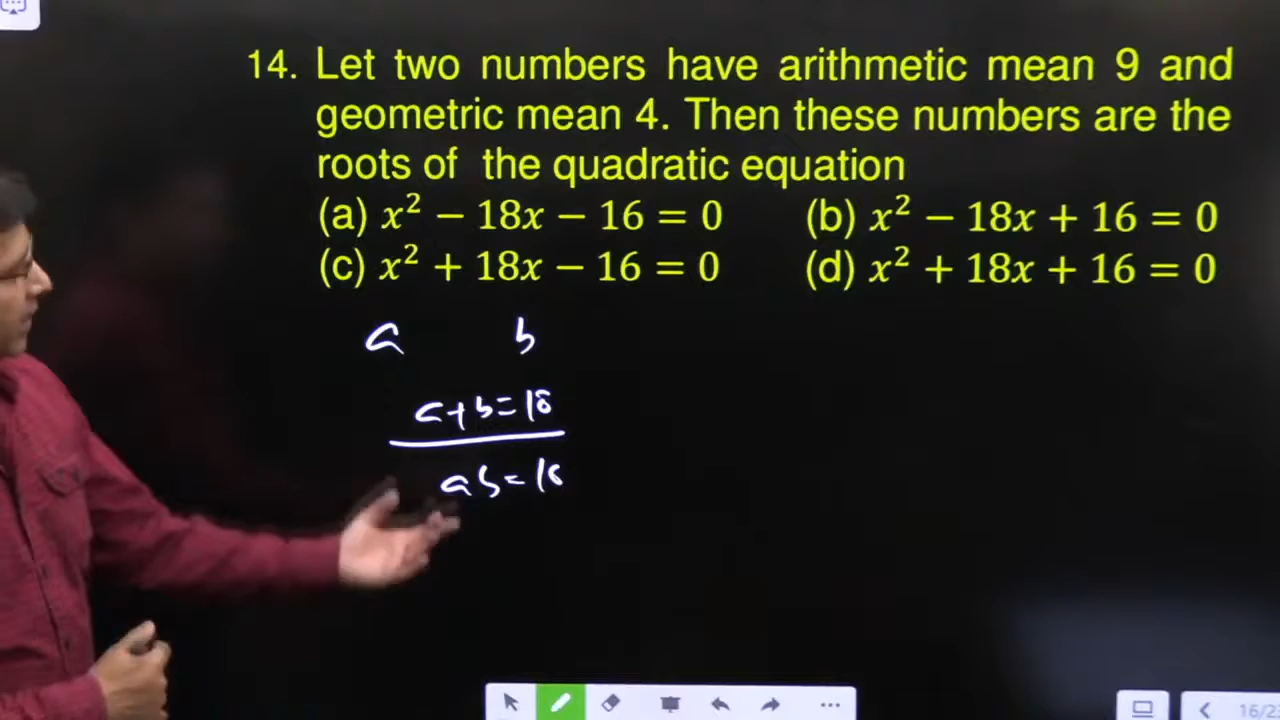 14. Let two numbers have arithmetic mean 9 and
geometric mean 4. Then these numbers are the
roots of the quadratic equation
(a) x² − 18x − 16 = 0 (b) x² − 18x + 16 = 0
(c) x² + 18x − 16 = 0 (d) x² + 18x + 16 = 0
a b
a+b=18
ab=16